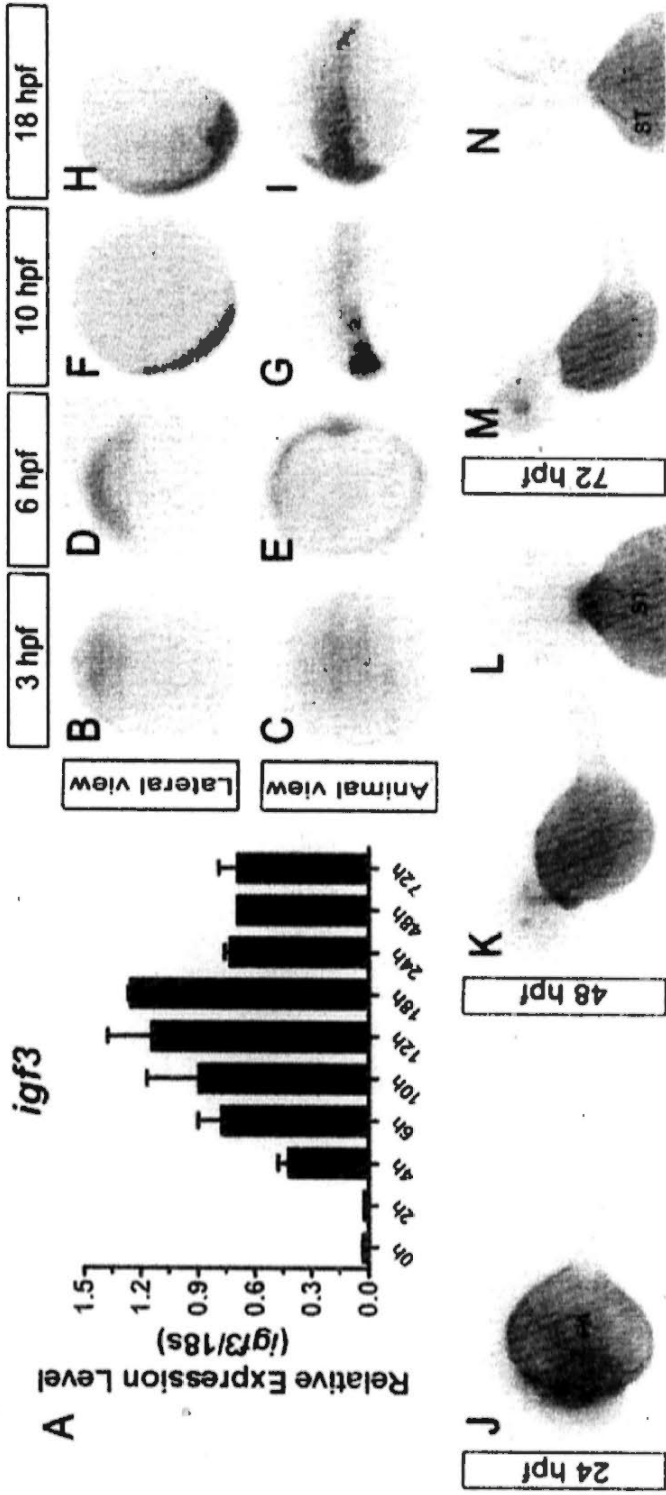 A
igf3
Relative Expression Level
(igf3/18s)
1.5
1.2
0.9
0.6
0.3
0.0
0h
2h
4h
6h
10h
12h
18h
24h
48h
72h
3 hpf
6 hpf
10 hpf
18 hpf
Lateral view
B
D
F
H
Animal view
C
E
G
I
24 hpf
J
48 hpf
K
L
ST
72 hpf
M
N
ST